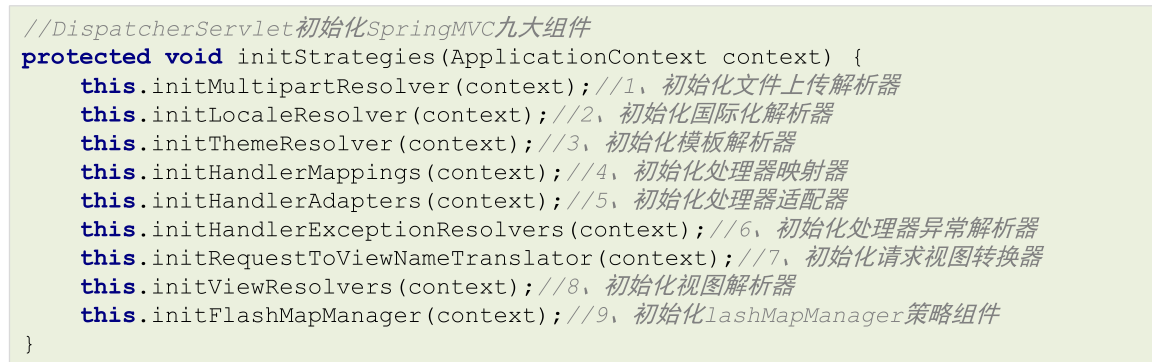 //DispatcherServlet初始化SpringMVC九大组件
protected void initStrategies(ApplicationContext context) {
    this.initMultipartResolver(context);//1、初始化文件上传解析器
    this.initLocaleResolver(context);//2、初始化国际化解析器
    this.initThemeResolver(context);//3、初始化模板解析器
    this.initHandlerMappings(context);//4、初始化处理器映射器
    this.initHandlerAdapters(context);//5、初始化处理器适配器
    this.initHandlerExceptionResolvers(context);//6、初始化处理器异常解析器
    this.initRequestToViewNameTranslator(context);//7、初始化请求视图转换器
    this.initViewResolvers(context);//8、初始化视图解析器
    this.initFlashMapManager(context);//9、初始化lashMapManager策略组件
}